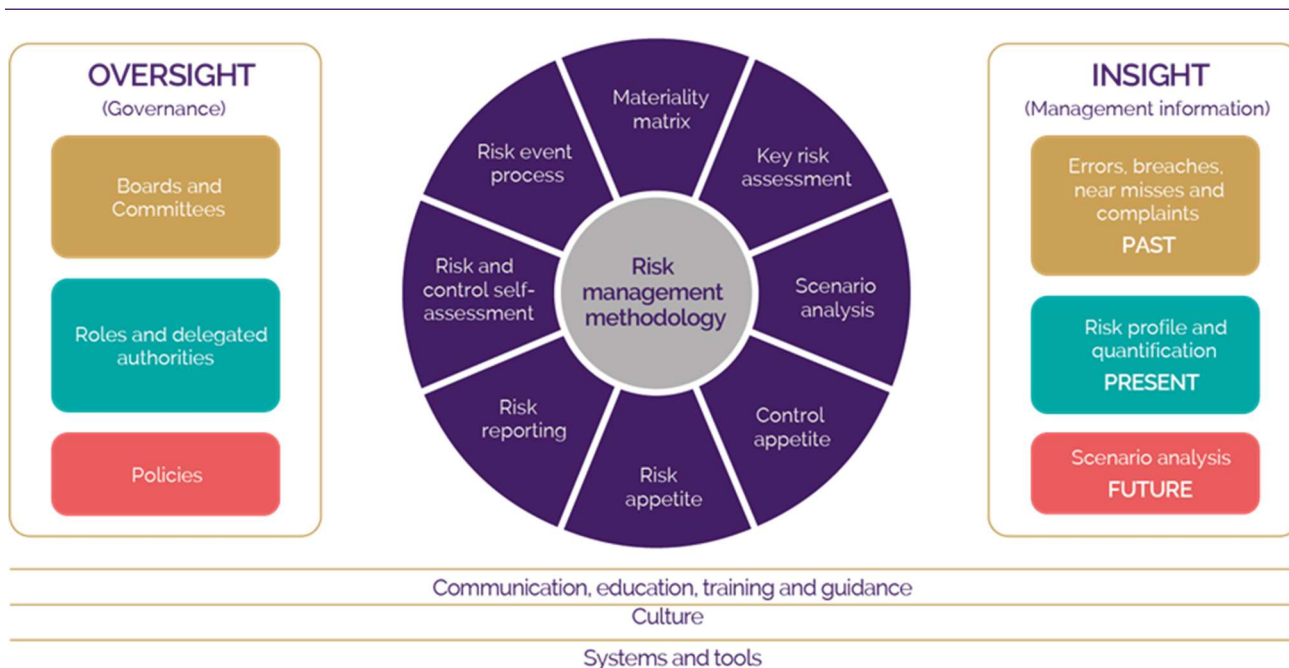 OVERSIGHT
(Governance)
Boards and
Committees
Roles and delegated
authorities
Policies
Materiality
matrix
Key risk
assessment
Scenario
analysis
Control
appetite
Risk
appetite
Risk
reporting
Risk and
control self-
assessment
Risk event
process
Risk
management
methodology
INSIGHT
(Management information)
Errors, breaches,
near misses and
complaints
PAST
Risk profile and
quantification
PRESENT
Scenario analysis
FUTURE
Communication, education, training and guidance
Culture
Systems and tools